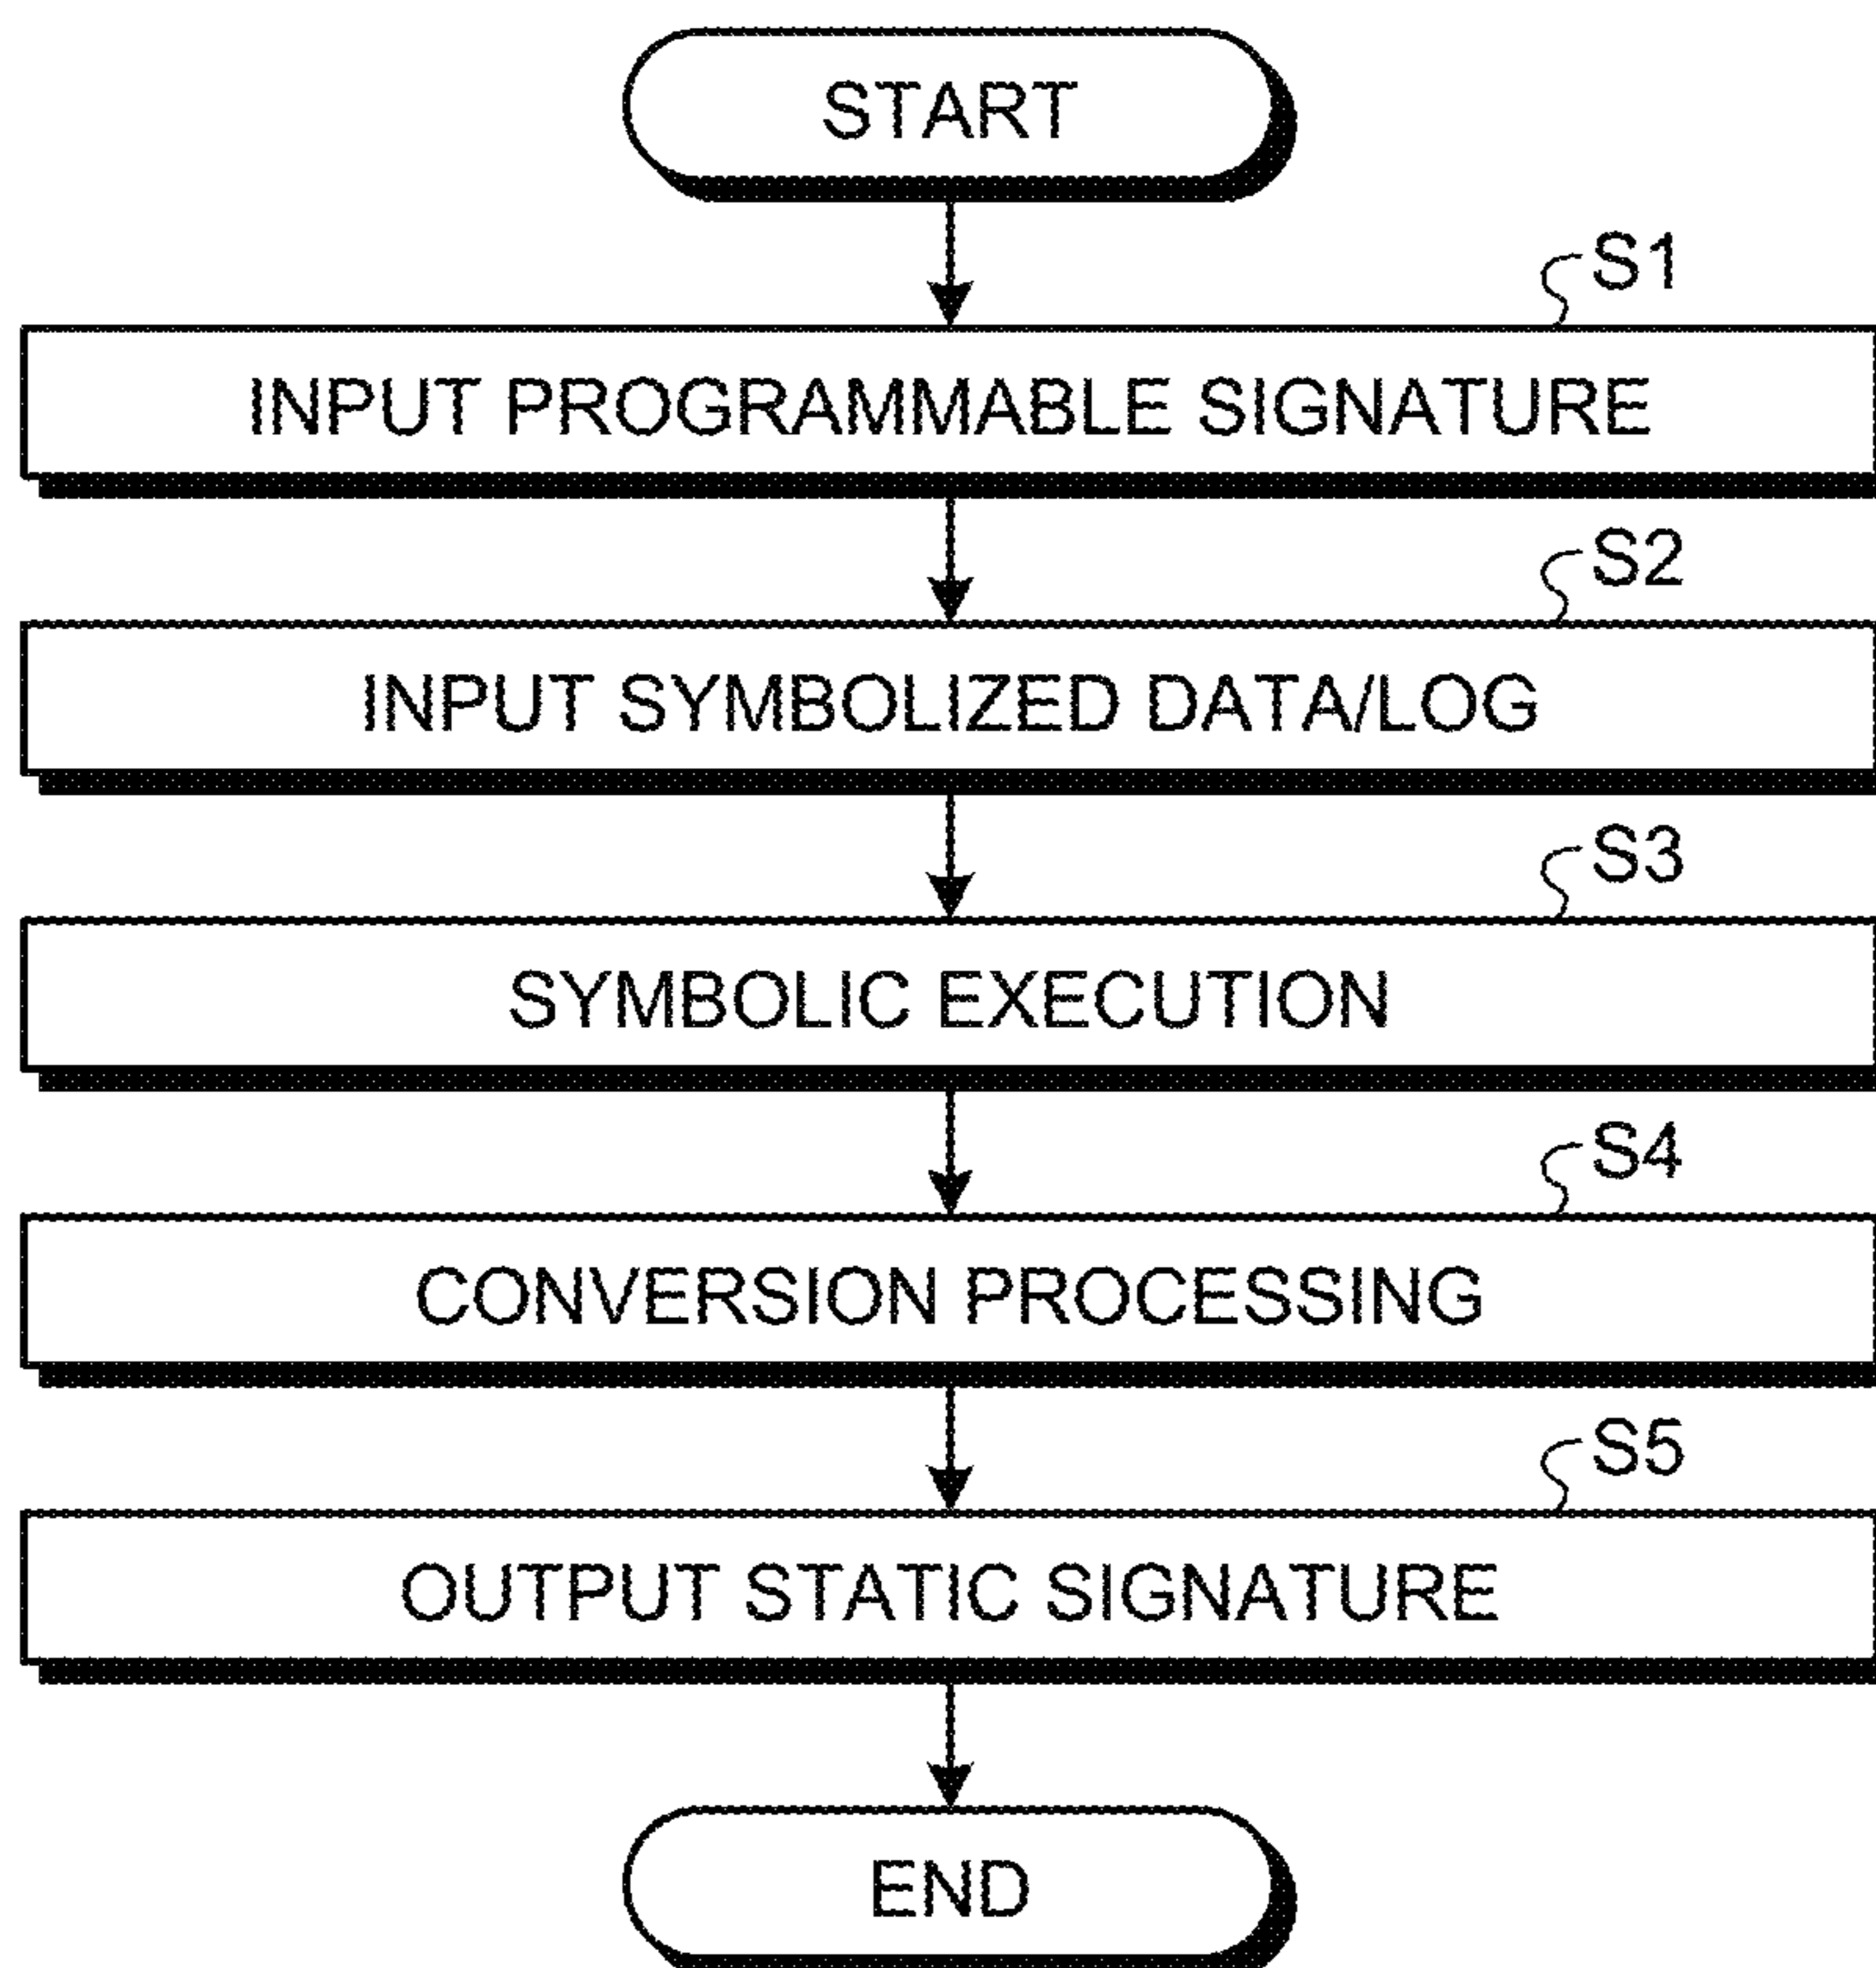 START
S1
INPUT PROGRAMMABLE SIGNATURE
S2
INPUT SYMBOLIZED DATA/LOG
S3
SYMBOLIC EXECUTION
S4
CONVERSION PROCESSING
S5
OUTPUT STATIC SIGNATURE
END